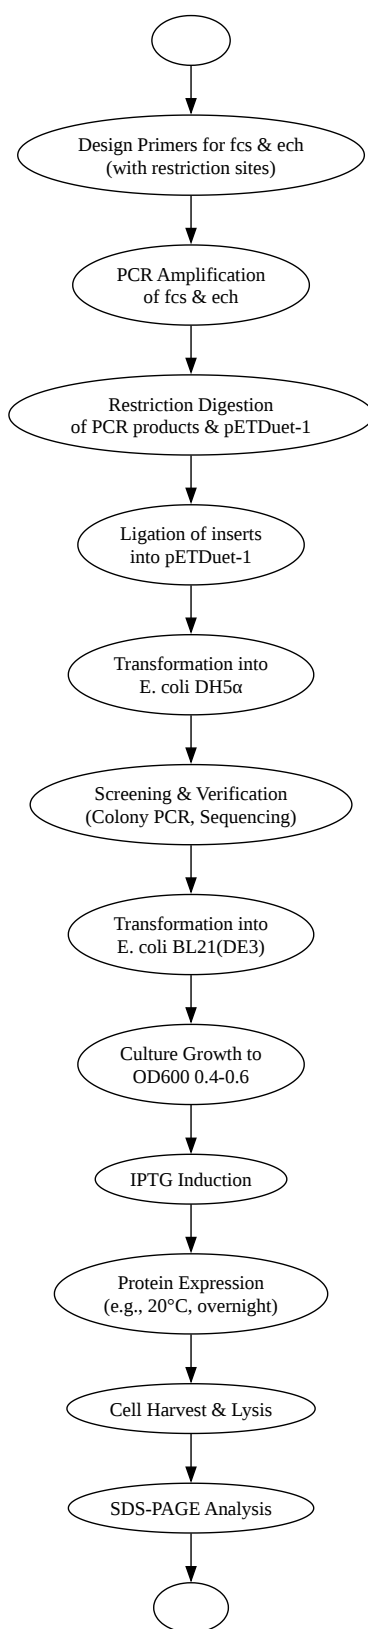 Design Primers for fcs & ech
(with restriction sites)
PCR Amplification
of fcs & ech
Restriction Digestion
of PCR products & pETDuet-1
Ligation of inserts
into pETDuet-1
Transformation into
E. coli DH5α
Screening & Verification
(Colony PCR, Sequencing)
Transformation into
E. coli BL21(DE3)
Culture Growth to
OD600 0.4-0.6
IPTG Induction
Protein Expression
(e.g., 20°C, overnight)
Cell Harvest & Lysis
SDS-PAGE Analysis